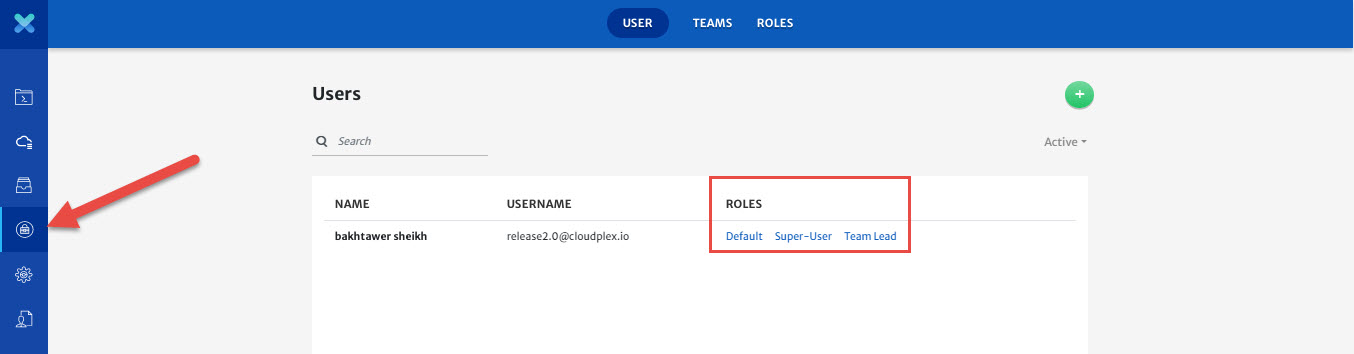 USER TEAMS ROLES
Users
+
Search
Active
NAME USERNAME ROLES
bakhtawer sheikh release2.0@cloudplex.io Default Super-User Team Lead